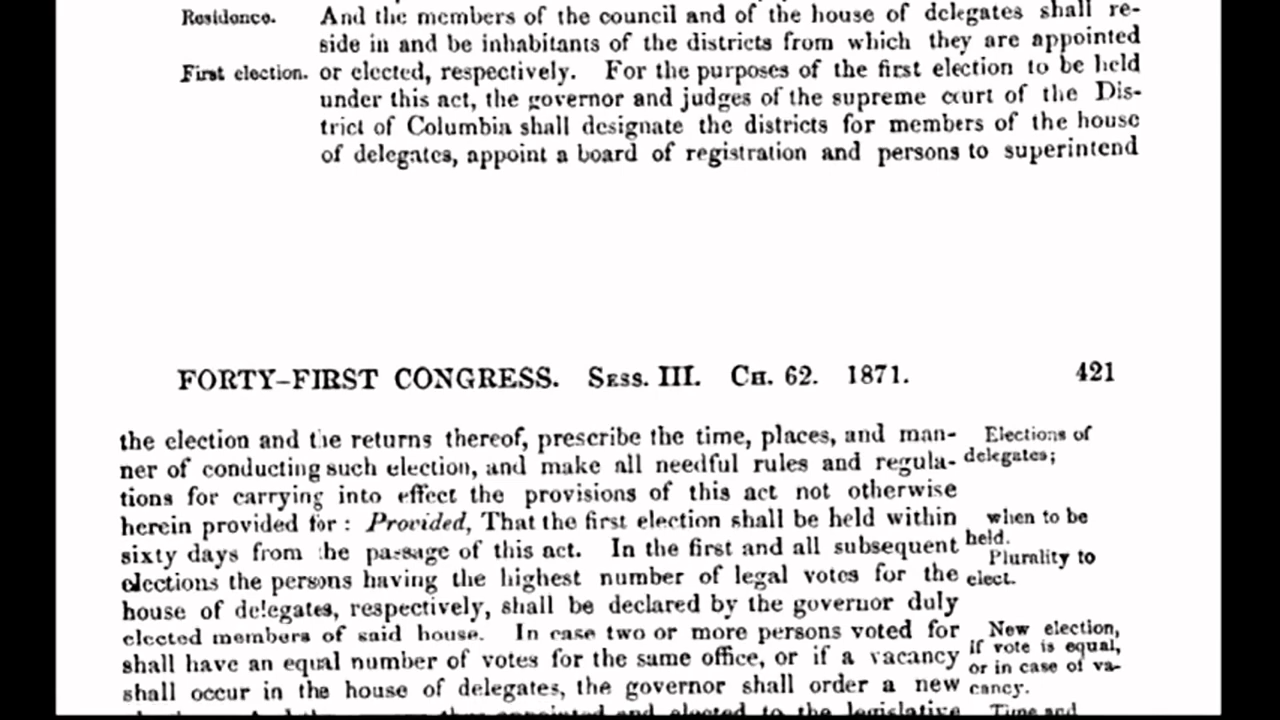 Residence. And the members of the council and of the house of delegates shall re-
side in and be inhabitants of the districts from which they are appointed
First election. or elected, respectively. For the purposes of the first election to be held
under this act, the governor and judges of the supreme court of the Dis-
trict of Columbia shall designate the districts for members of the house
of delegates, appoint a board of registration and persons to superintend
FORTY-FIRST CONGRESS. SESS. III. CH. 62. 1871. 421
the election and the returns thereof, prescribe the time, places, and man- Elections of
ner of conducting such election, and make all needful rules and regula- delegates;
tions for carrying into effect the provisions of this act not otherwise
herein provided for: Provided, That the first election shall be held within when to be
sixty days from the passage of this act. In the first and all subsequent held.
Plurality to
elections the persons having the highest number of legal votes for the elect.
house of delegates, respectively, shall be declared by the governor duly
elected members of said house. In case two or more persons voted for New election,
shall have an equal number of votes for the same office, or if a vacancy if vote is equal,
or in case of va-
shall occur in the house of delegates, the governor shall order a new cancy.
appointed and elected to the legislative Time and